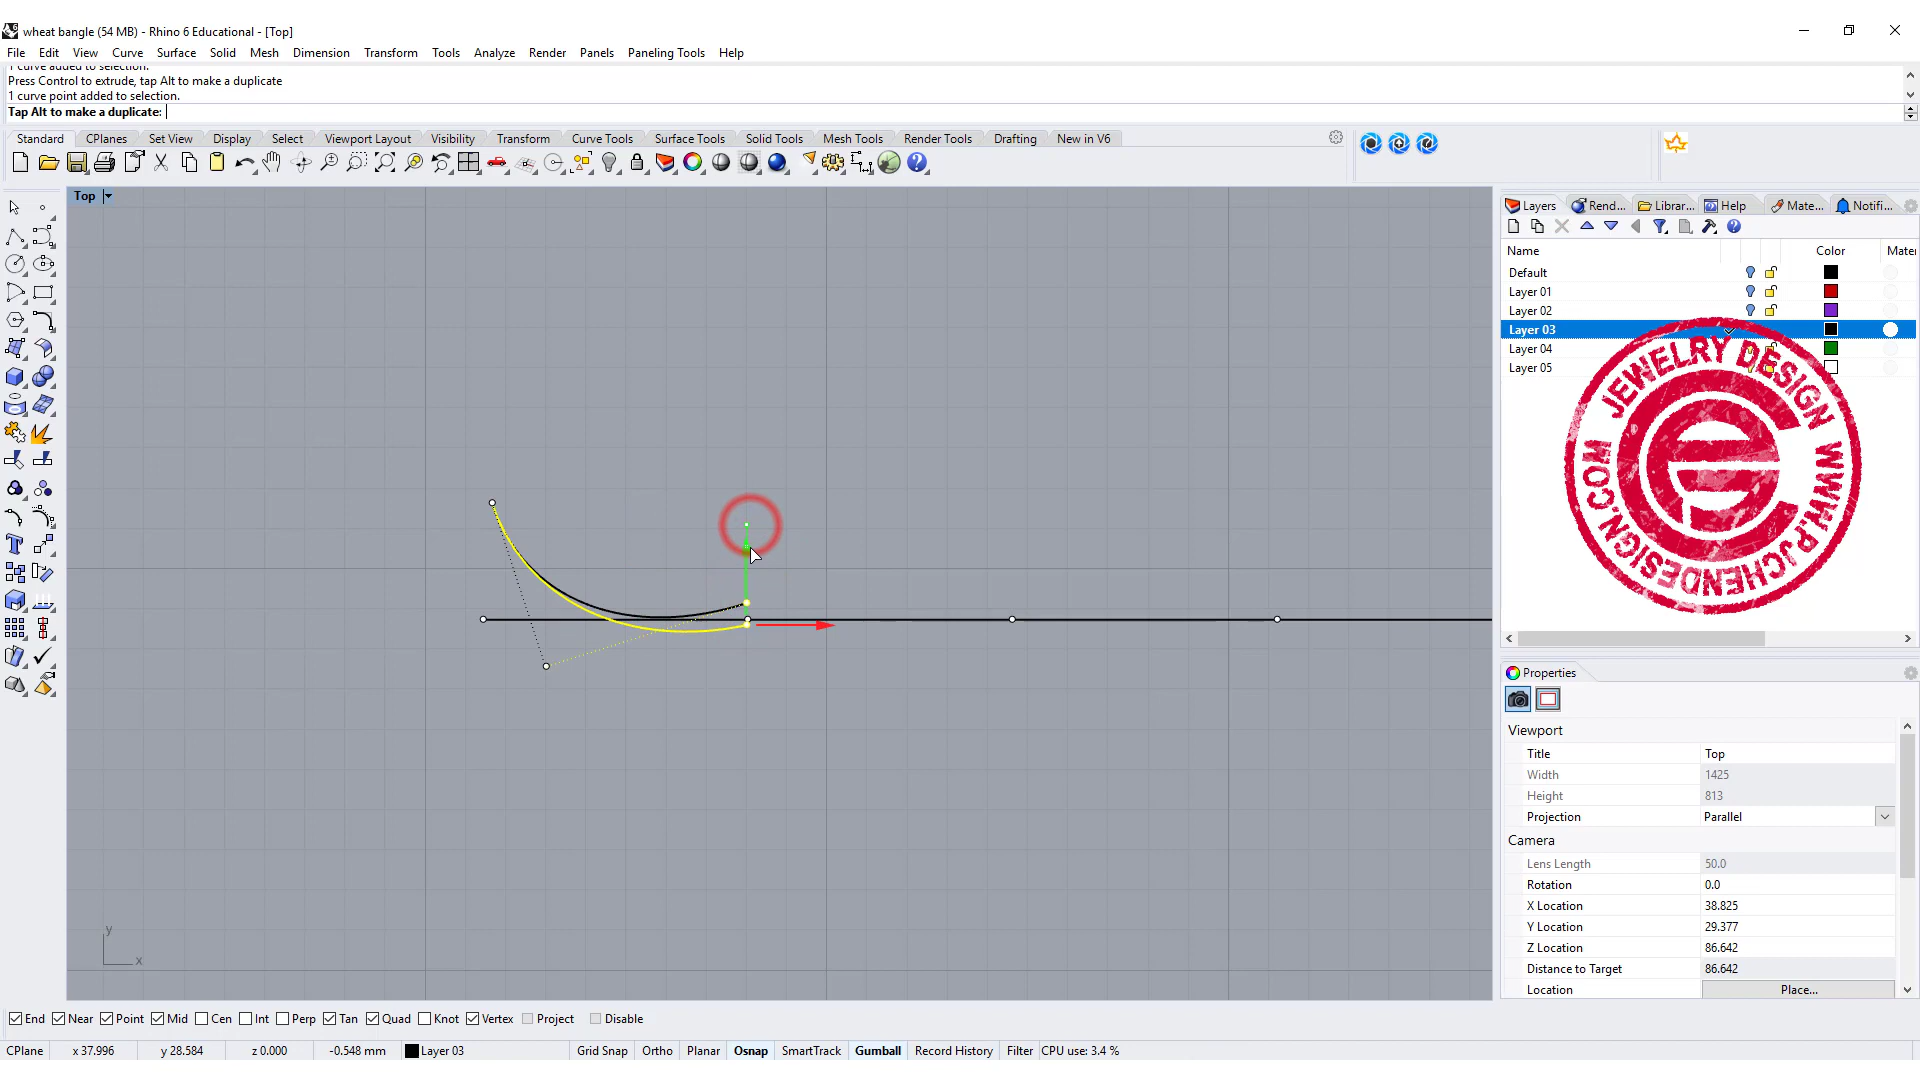 wheat bangle (54 MB) - Rhino 6 Educational - [Top]
File Edit View Curve Surface Solid Mesh Dimension Transform Tools Analyze Render Panels Paneling Tools Help
1 curve added to selection.
Press Control to extrude, tap Alt to make a duplicate
1 curve point added to selection.
Tap Alt to make a duplicate:
Standard CPlanes Set View Display Select Viewport Layout Visibility Transform Curve Tools Surface Tools Solid Tools Mesh Tools Render Tools Drafting New in V6
Top
Layers Rend... Librar... Help Mate... Notifi...
Name Color Mater
Default
Layer 01
Layer 02
Layer 03
Layer 04
Layer 05
JEWELRY DESIGN WWW.PJCHENDESIGN.COM
Properties
Viewport
Title Top
Width 1425
Height 813
Projection Parallel
Camera
Lens Length 50.0
Rotation 0.0
X Location 38.825
Y Location 29.377
Z Location 86.642
Distance to Target 86.642
Location Place...
y
x
End Near Point Mid Cen Int Perp Tan Quad Knot Vertex Project Disable
CPlane x 37.996 y 28.584 z 0.000 -0.548 mm Layer 03 Grid Snap Ortho Planar Osnap SmartTrack Gumball Record History Filter CPU use: 3.4 %